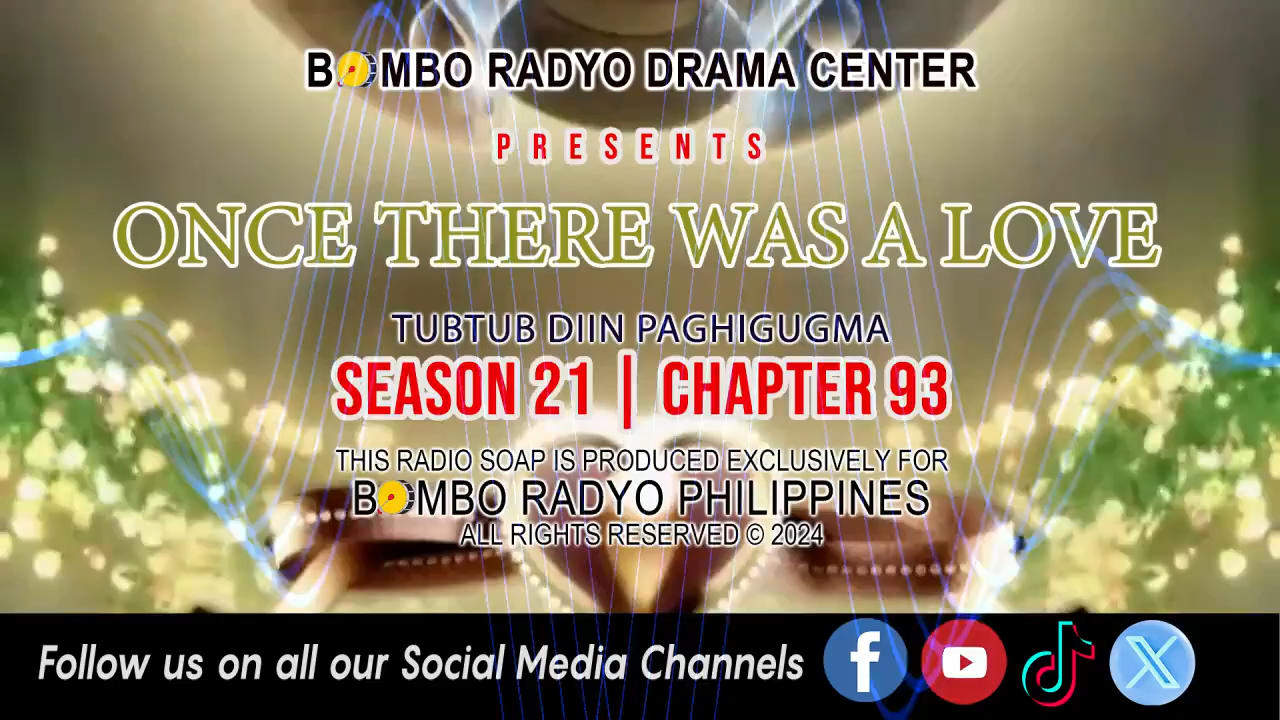 BOMBO RADYO DRAMA CENTER
PRESENTS
ONCE THERE WAS A LOVE
TUBTUB DIIN PAGHIGUGMA
SEASON 21 | CHAPTER 93
THIS RADIO SOAP IS PRODUCED EXCLUSIVELY FOR
BOMBO RADYO PHILIPPINES
ALL RIGHTS RESERVED © 2024
Follow us on all our Social Media Channels